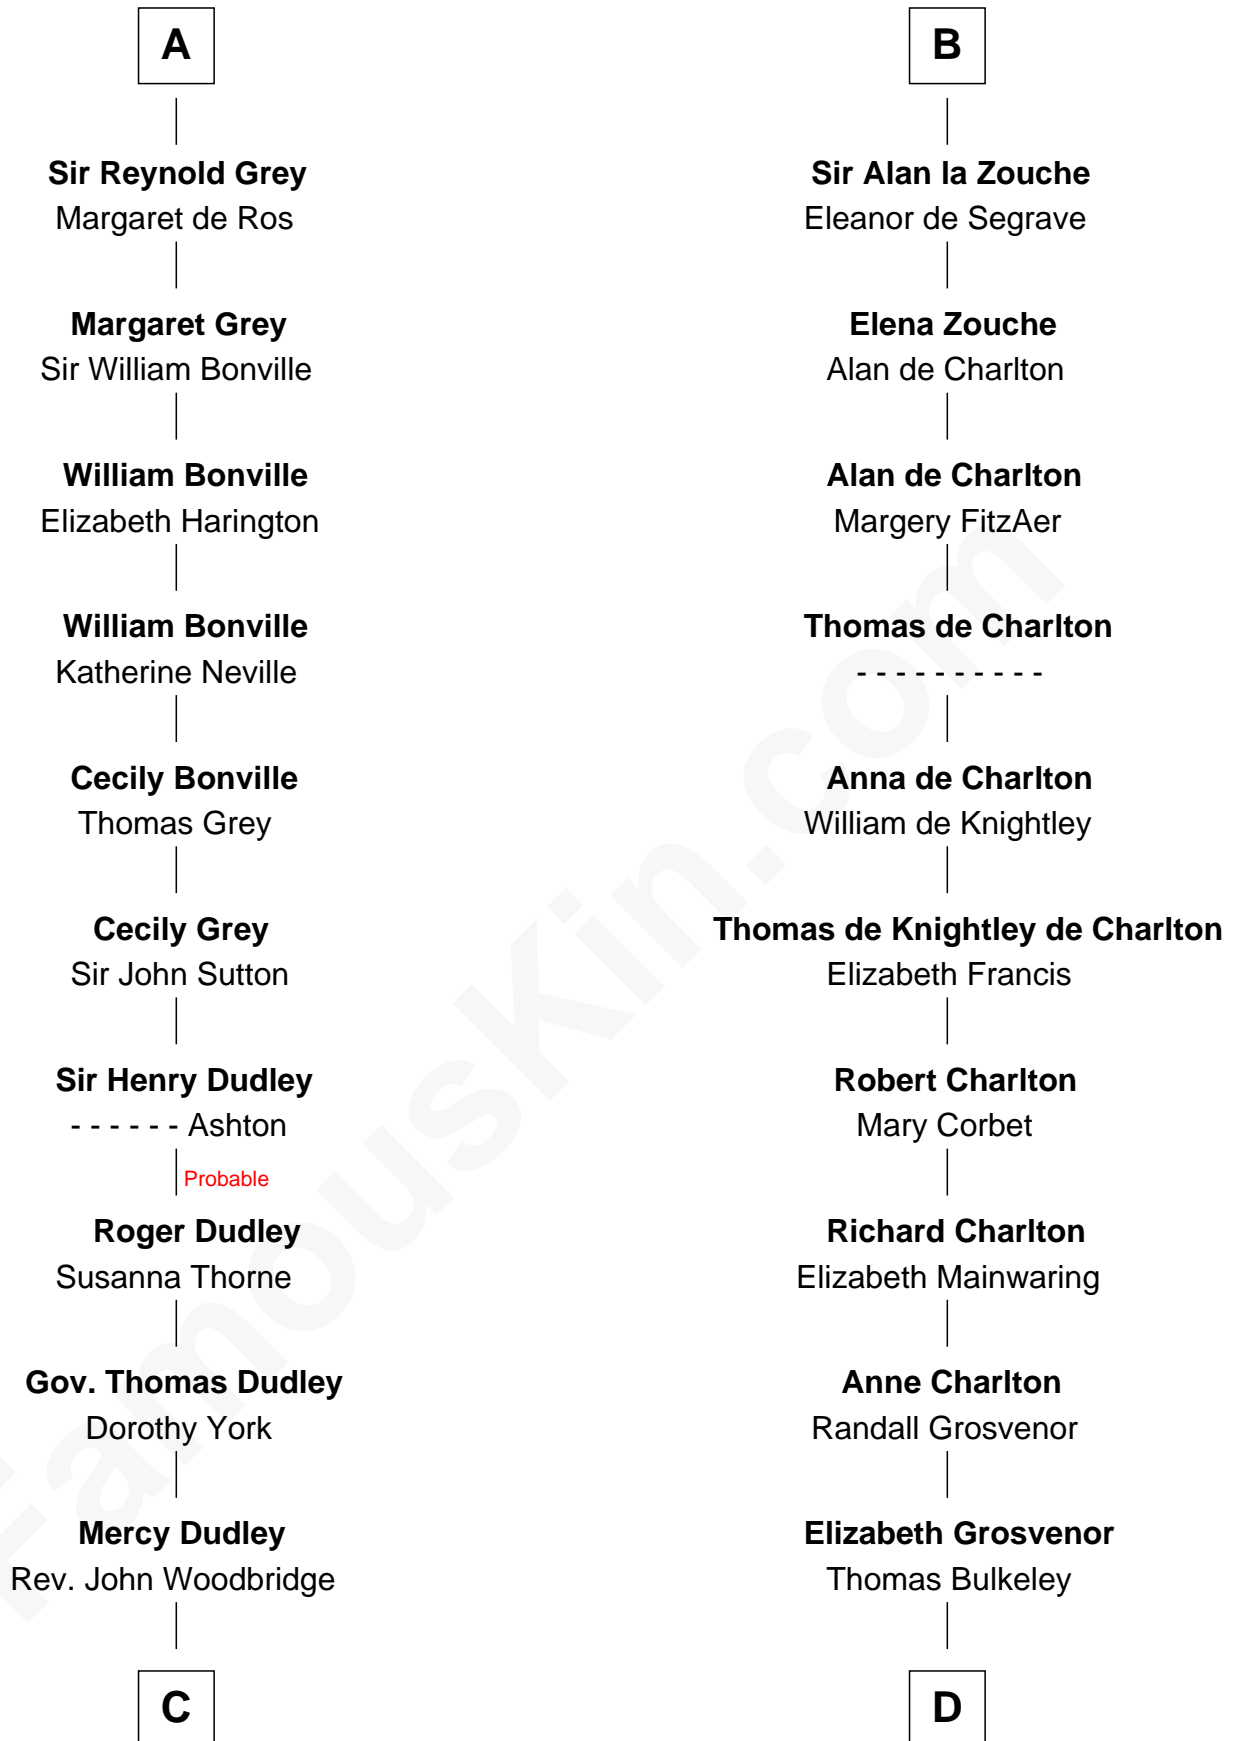 A
Sir Reynold Grey
Margaret de Ros
Margaret Grey
Sir William Bonville
William Bonville
Elizabeth Harington
William Bonville
Katherine Neville
Cecily Bonville
Thomas Grey
Cecily Grey
Sir John Sutton
Sir Henry Dudley
- - - - - - Ashton
Probable
Roger Dudley
Susanna Thorne
Gov. Thomas Dudley
Dorothy York
Mercy Dudley
Rev. John Woodbridge
C
B
Sir Alan la Zouche
Eleanor de Segrave
Elena Zouche
Alan de Charlton
Alan de Charlton
Margery FitzAer
Thomas de Charlton
- - - - - - - - - -
Anna de Charlton
William de Knightley
Thomas de Knightley de Charlton
Elizabeth Francis
Robert Charlton
Mary Corbet
Richard Charlton
Elizabeth Mainwaring
Anne Charlton
Randall Grosvenor
Elizabeth Grosvenor
Thomas Bulkeley
D
FamousKin.com